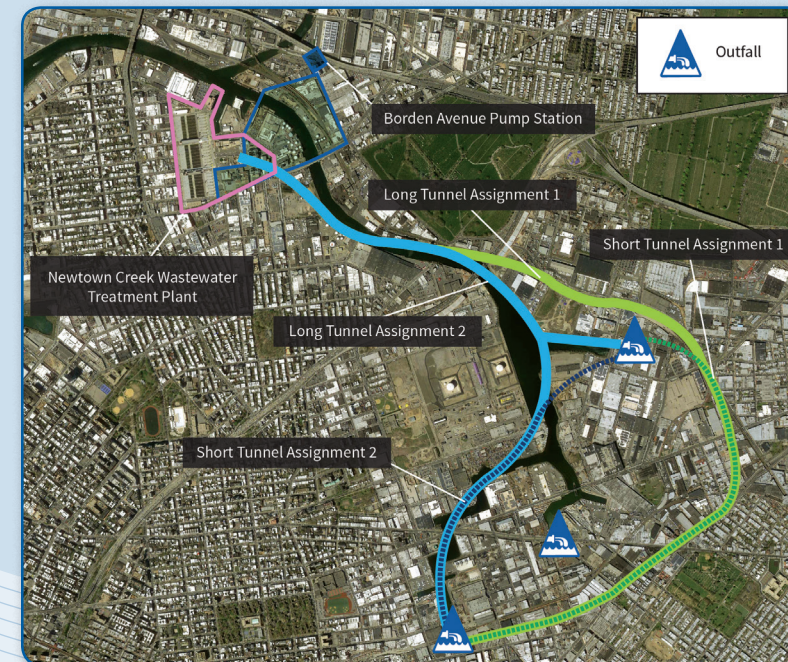 Outfall
Borden Avenue Pump Station
Long Tunnel Assignment 1
Short Tunnel Assignment 1
Newtown Creek Wastewater
Treatment Plant
Long Tunnel Assignment 2
Short Tunnel Assignment 2